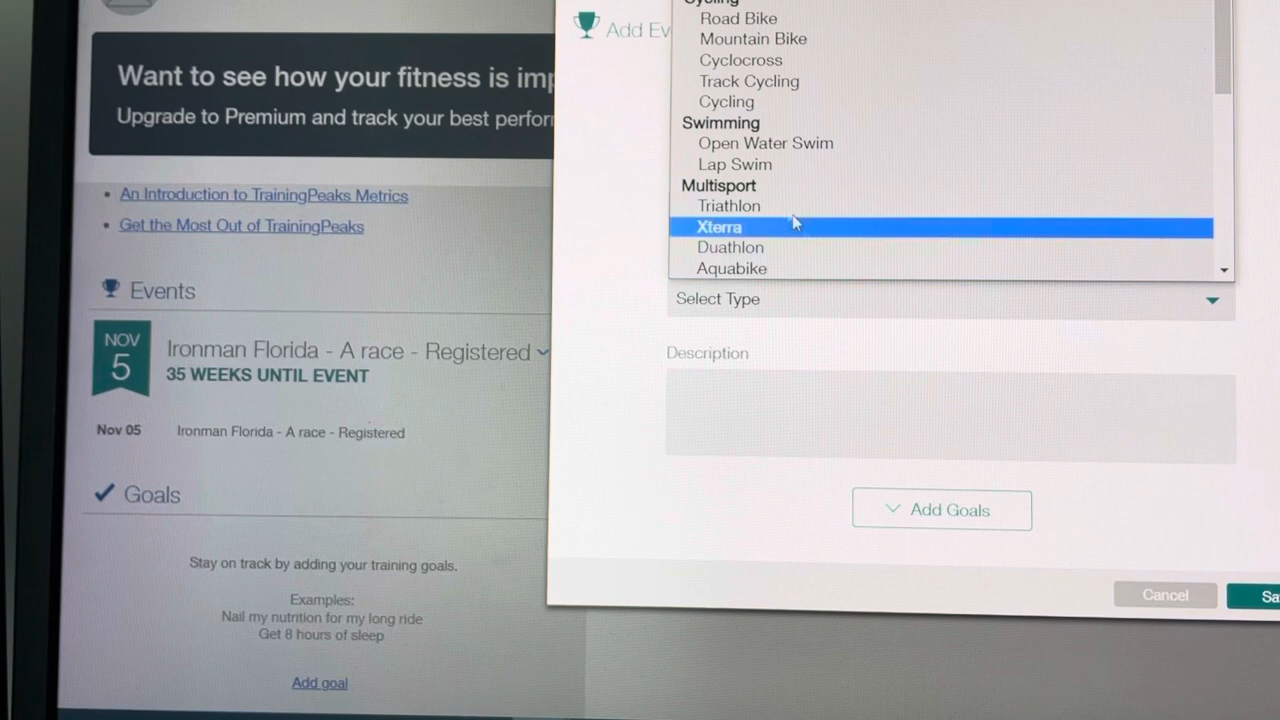 Want to see how your fitness is imp
Upgrade to Premium and track your best perfor
An Introduction to TrainingPeaks Metrics
Get the Most Out of TrainingPeaks
Events
NOV
5
Ironman Florida - A race - Registered
35 WEEKS UNTIL EVENT
Nov 05 Ironman Florida - A race - Registered
Goals
Stay on track by adding your training goals.
Examples:
Nail my nutrition for my long ride
Get 8 hours of sleep
Add goal
Add Ev
Cycling
Road Bike
Mountain Bike
Cyclocross
Track Cycling
Cycling
Swimming
Open Water Swim
Lap Swim
Multisport
Triathlon
Xterra
Duathlon
Aquabike
Select Type
Description
Add Goals
Cancel
Sa